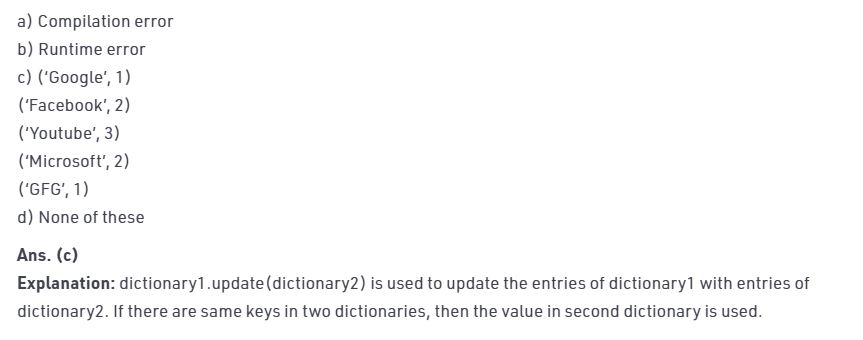 a) Compilation error
b) Runtime error
c) (‘Google’, 1)
(‘Facebook’, 2)
(‘Youtube’, 3)
(‘Microsoft’, 2)
(‘GFG’, 1)
d) None of these
Ans. (c)
Explanation: dictionary1.update(dictionary2) is used to update the entries of dictionary1 with entries of
dictionary2. If there are same keys in two dictionaries, then the value in second dictionary is used.